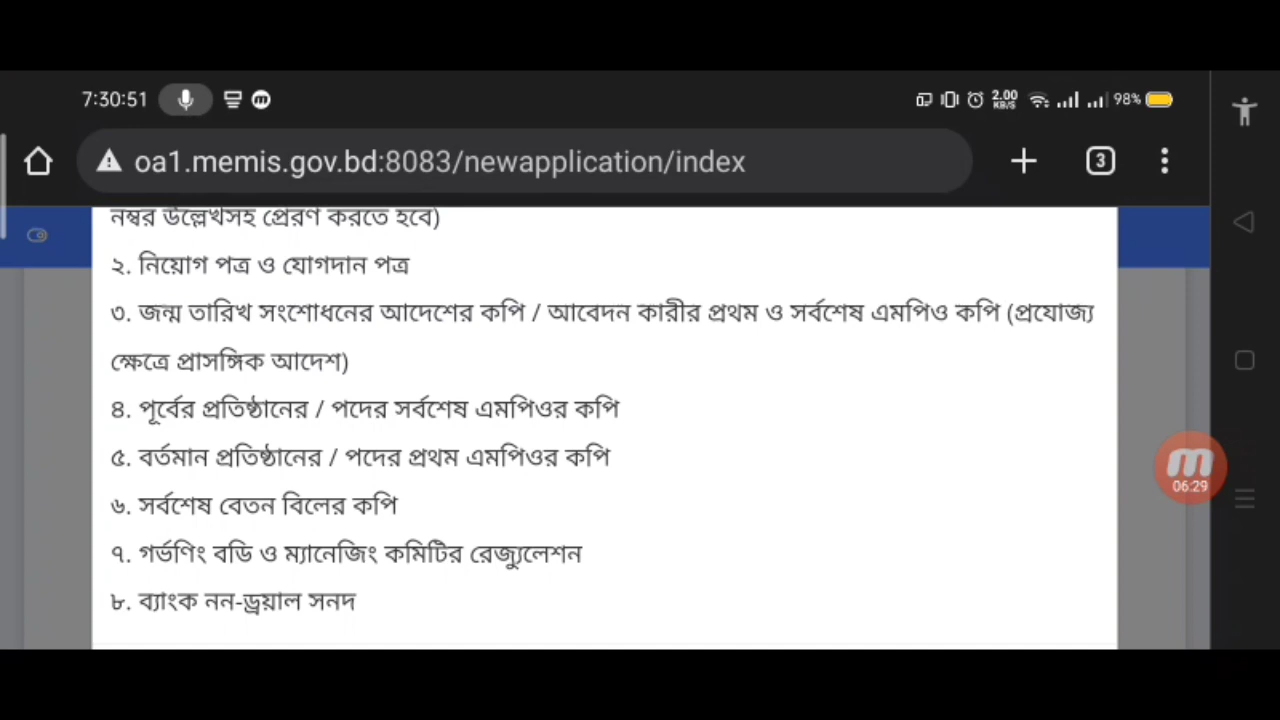 7:30:51 2.00 KB/S 98%
oa1.memis.gov.bd:8083/newapplication/index 3
নম্বর উল্লেখসহ প্রেরণ করতে হবে)
২. নিয়োগ পত্র ও যোগদান পত্র
৩. জন্ম তারিখ সংশোধনের আদেশের কপি / আবেদন কারীর প্রথম ও সর্বশেষ এমপিও কপি (প্রযোজ্য
ক্ষেত্রে প্রাসঙ্গিক আদেশ)
৪. পূর্বের প্রতিষ্ঠানের / পদের সর্বশেষ এমপিওর কপি
৫. বর্তমান প্রতিষ্ঠানের / পদের প্রথম এমপিওর কপি
06:29
৬. সর্বশেষ বেতন বিলের কপি
৭. গর্ভণিং বডি ও ম্যানেজিং কমিটির রেজ্যুলেশন
৮. ব্যাংক নন-ড্রয়াল সনদ